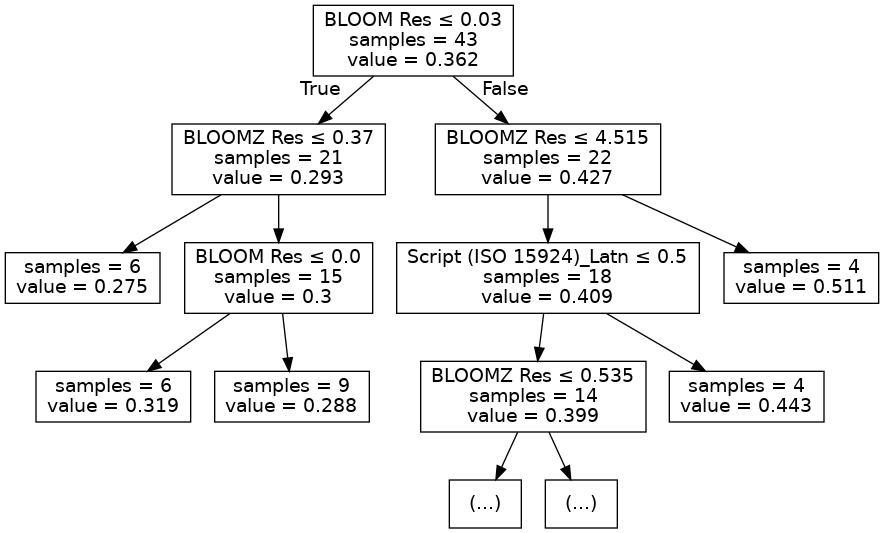 BLOOM Res ≤ 0.03
samples = 43
value = 0.362
True
False
BLOOMZ Res ≤ 0.37
samples = 21
value = 0.293
BLOOMZ Res ≤ 4.515
samples = 22
value = 0.427
samples = 6
value = 0.275
BLOOM Res ≤ 0.0
samples = 15
value = 0.3
Script (ISO 15924)_Latn ≤ 0.5
samples = 18
value = 0.409
samples = 4
value = 0.511
samples = 6
value = 0.319
samples = 9
value = 0.288
BLOOMZ Res ≤ 0.535
samples = 14
value = 0.399
samples = 4
value = 0.443
(...)
(...)